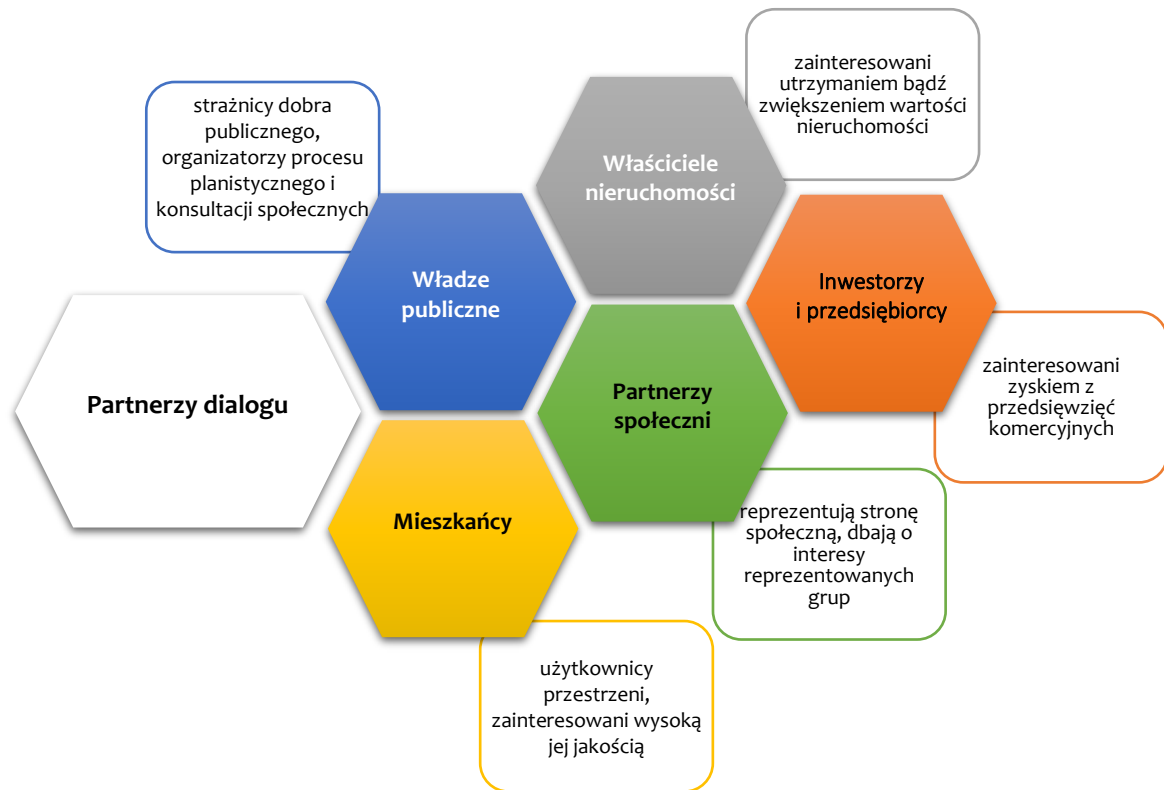 zainteresowani
utrzymaniem bądź
zwiększeniem wartości
nieruchomości
strażnicy dobra
publicznego,
organizatorzy procesu
planistycznego i
konsultacji społecznych
Właściciele
nieruchomości
Władze
publiczne
Inwestorzy
i przedsiębiorcy
Partnerzy dialogu
Partnerzy
społeczni
zainteresowani
zyskiem z
przedsięwzięć
komercyjnych
Mieszkańcy
reprezentują stronę
społeczną, dbają o
interesy
reprezentowanych
grup
użytkownicy
przestrzeni,
zainteresowani wysoką
jej jakością